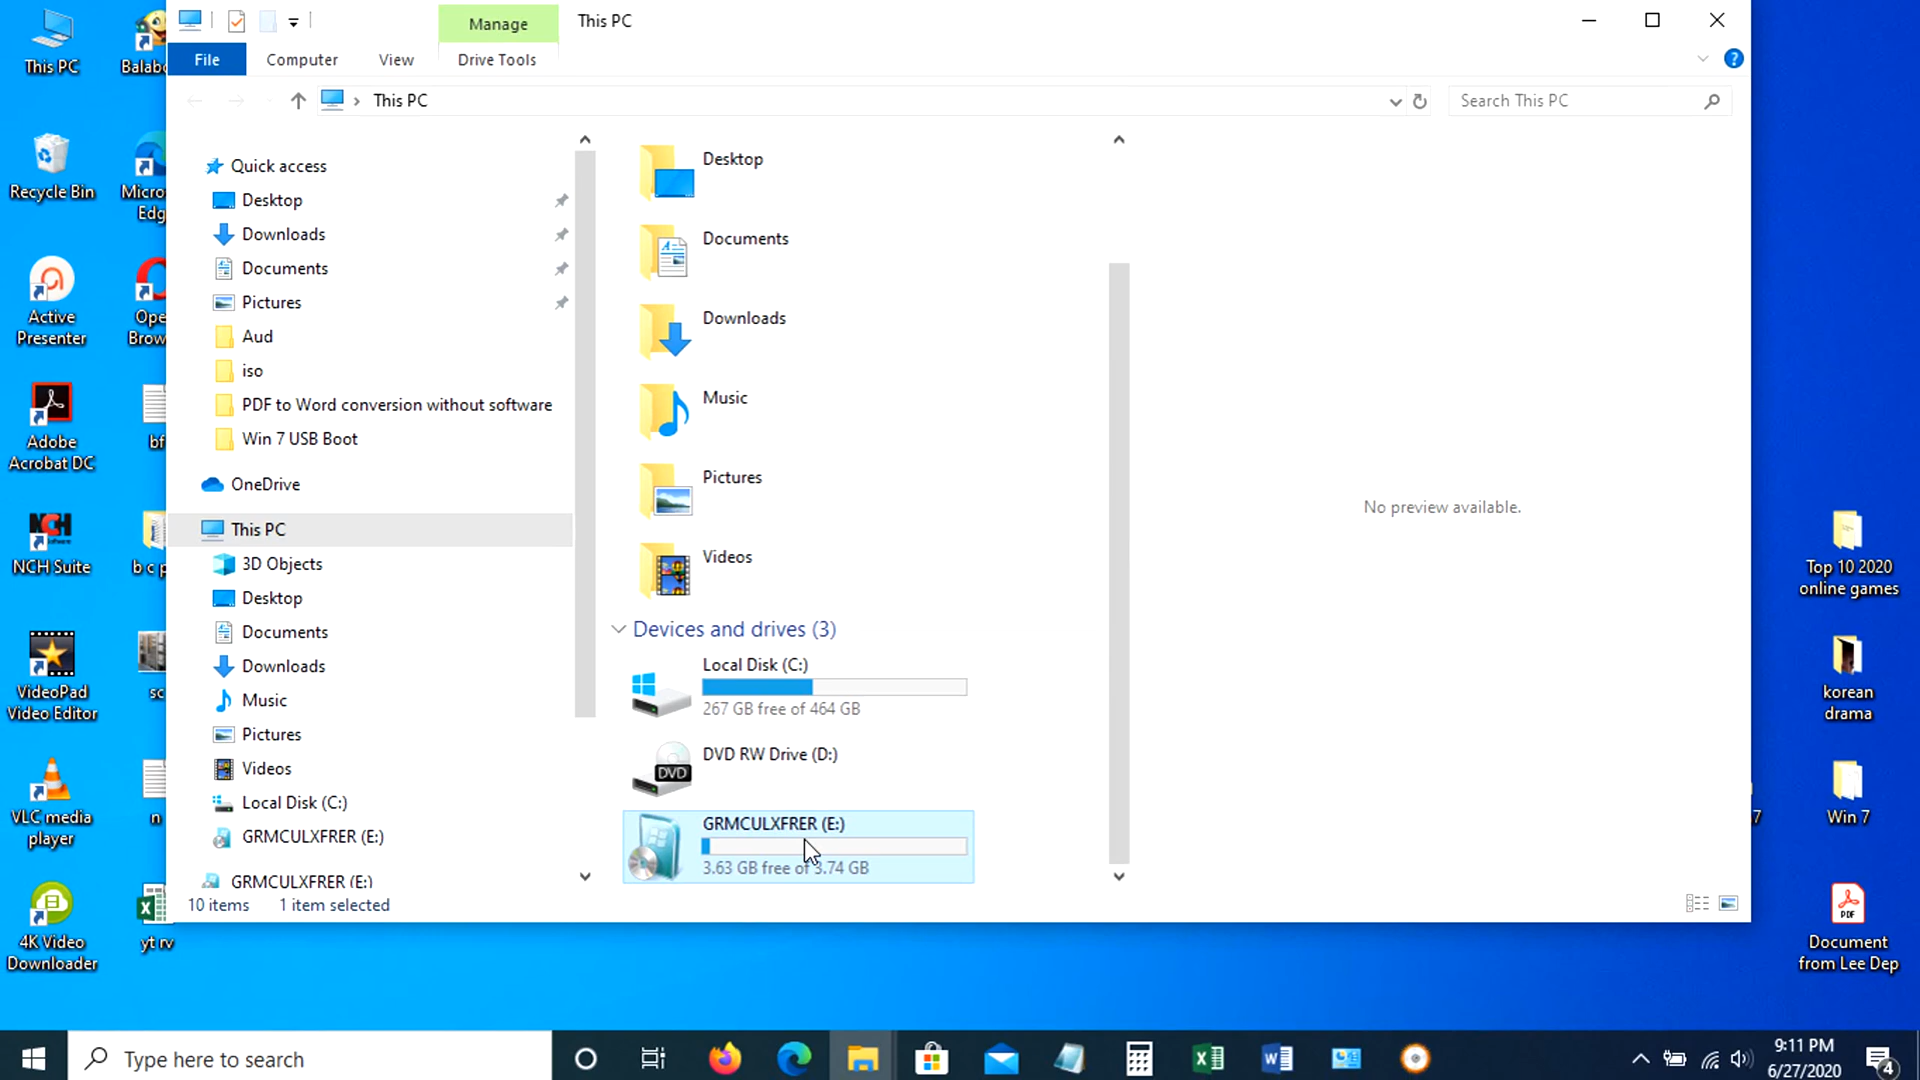 This PC
Balabo
Recycle Bin
Micros
Edg
Active
Presenter
Ope
Brows
Adobe
Acrobat DC
bf
NCH
NCH Suite
b c p
VideoPad
Video Editor
sc
VLC media
player
n
4K Video
Downloader
yt rv
Manage
This PC
File
Computer
View
Drive Tools
This PC
Search This PC
Quick access
Desktop
Downloads
Documents
Pictures
Aud
iso
PDF to Word conversion without software
Win 7 USB Boot
OneDrive
This PC
3D Objects
Desktop
Documents
Downloads
Music
Pictures
Videos
Local Disk (C:)
GRMCULXFRER (E:)
GRMCULXFRER (E:)
Desktop
Documents
Downloads
Music
Pictures
Videos
Devices and drives (3)
Local Disk (C:)
267 GB free of 464 GB
DVD
DVD RW Drive (D:)
GRMCULXFRER (E:)
3.63 GB free of 3.74 GB
No preview available.
10 items
1 item selected
Top 10 2020
online games
korean
drama
Win 7
7
PDF
Document
from Lee Dep
Type here to search
9:11 PM
6/27/2020
4